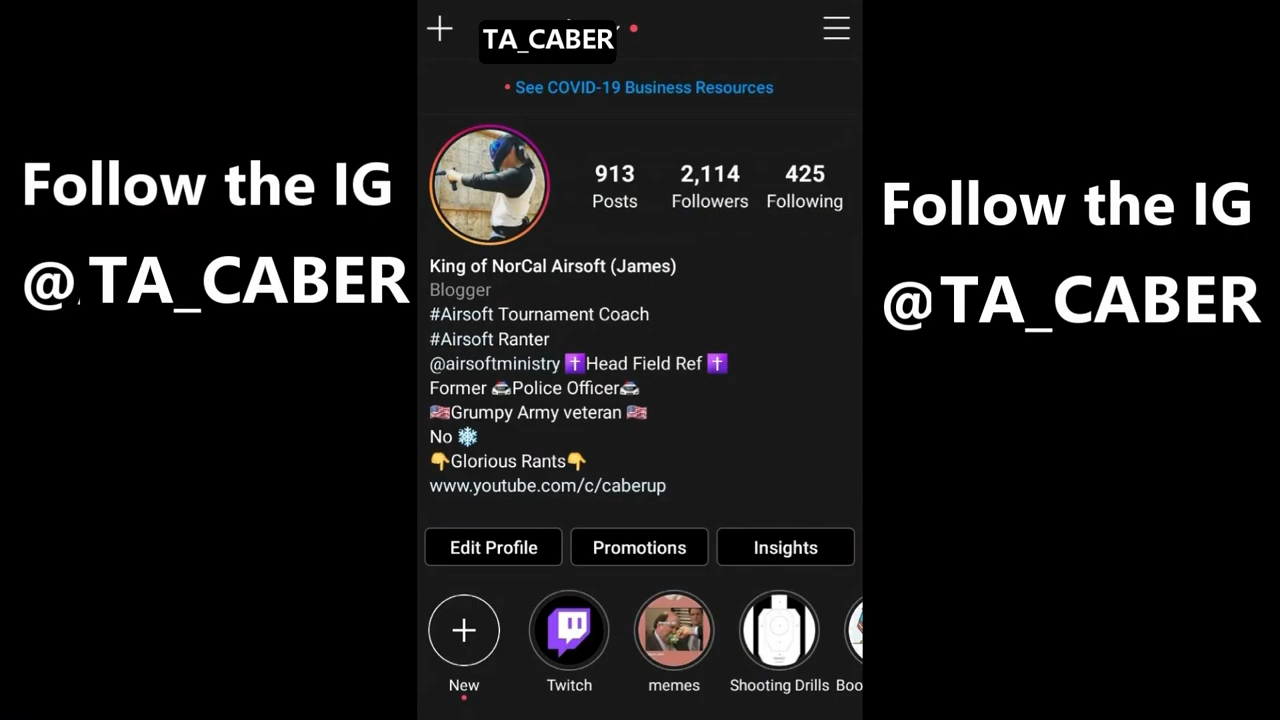 TA_CABER
See COVID-19 Business Resources
Follow the IG
@TA_CABER
913
Posts
2,114
Followers
425
Following
King of NorCal Airsoft (James)
Blogger
#Airsoft Tournament Coach
#Airsoft Ranter
@airsoftministry ✝️Head Field Ref ✝️
Former 🚔Police Officer🚔
🇺🇸Grumpy Army veteran 🇺🇸
No ❄️
👇Glorious Rants👇
www.youtube.com/c/caberup
Edit Profile
Promotions
Insights
New
Twitch
memes
Shooting Drills
Boo
Follow the IG
@TA_CABER